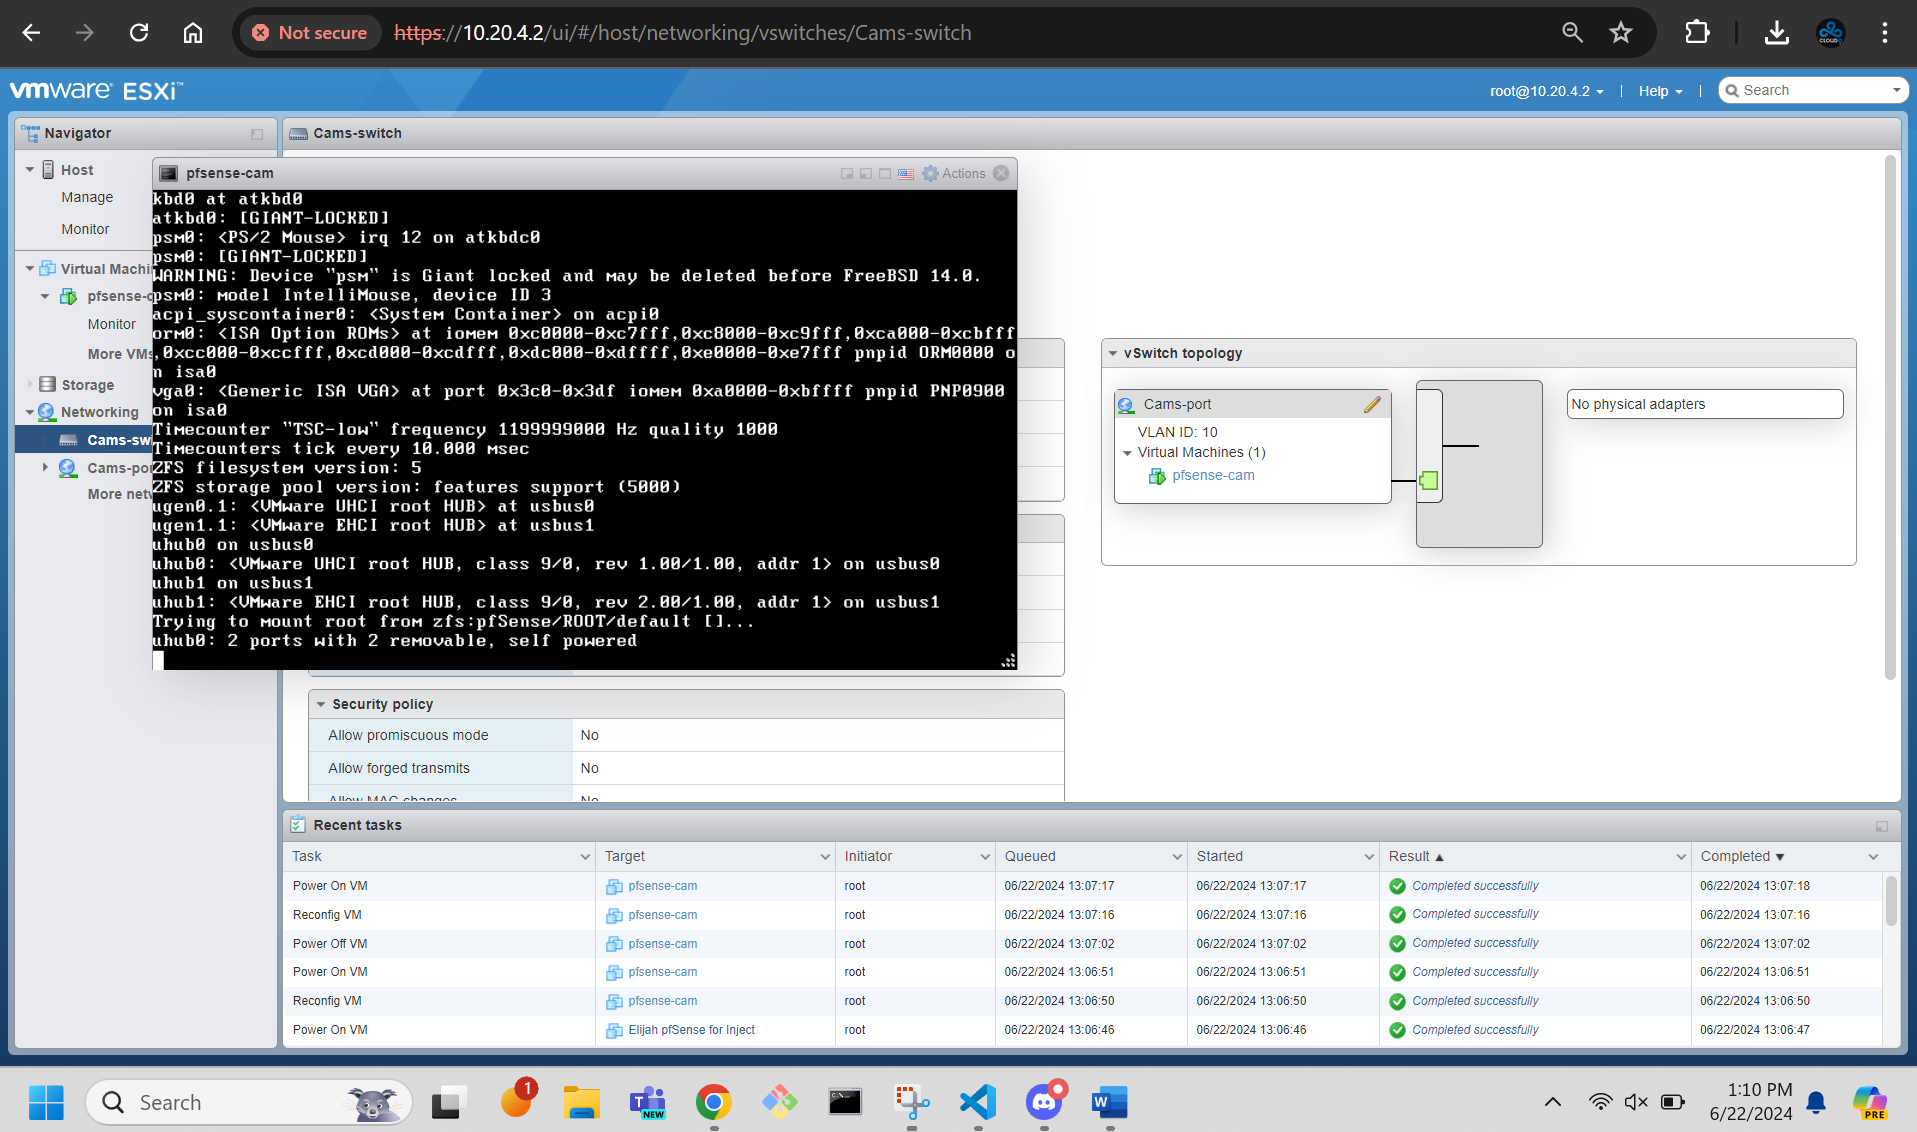 Not secure
https://10.20.4.2/ui/#/host/networking/vswitches/Cams-switch
vmware ESXi™
root@10.20.4.2
Help
Search
Navigator
Cams-switch
Host
Manage
Monitor
Virtual Machi
pfsense-c
Monitor
More VMs
Storage
Networking
Cams-sw
Cams-por
More net
pfsense-cam
Actions
kbd0 at atkbd0
atkbd0: [GIANT-LOCKED]
psm0: <PS/2 Mouse> irq 12 on atkbdc0
psm0: [GIANT-LOCKED]
WARNING: Device "psm" is Giant locked and may be deleted before FreeBSD 14.0.
psm0: model IntelliMouse, device ID 3
acpi_syscontainer0: <System Container> on acpi0
orm0: <ISA Option ROMs> at iomem 0xc0000-0xc7fff,0xc8000-0xc9fff,0xca000-0xcbfff
,0xcc000-0xccfff,0xcd000-0xcdfff,0xdc000-0xdffff,0xe0000-0xe7fff pnpid ORM0000 o
n isa0
vga0: <Generic ISA VGA> at port 0x3c0-0x3df iomem 0xa0000-0xbffff pnpid PNP0900
on isa0
Timecounter "TSC-low" frequency 1199999000 Hz quality 1000
Timecounters tick every 10.000 msec
ZFS filesystem version: 5
ZFS storage pool version: features support (5000)
ugen0.1: <VMware UHCI root HUB> at usbus0
ugen1.1: <VMware EHCI root HUB> at usbus1
uhub0 on usbus0
uhub0: <VMware UHCI root HUB, class 9/0, rev 1.00/1.00, addr 1> on usbus0
uhub1 on usbus1
uhub1: <VMware EHCI root HUB, class 9/0, rev 2.00/1.00, addr 1> on usbus1
Trying to mount root from zfs:pfSense/ROOT/default []...
uhub0: 2 ports with 2 removable, self powered
vSwitch topology
Cams-port
VLAN ID: 10
Virtual Machines (1)
pfsense-cam
No physical adapters
Security policy
Allow promiscuous mode No
Allow forged transmits No
Allow MAC changes No
Recent tasks
Task Target Initiator Queued Started Result Completed
Power On VM pfsense-cam root 06/22/2024 13:07:17 06/22/2024 13:07:17 Completed successfully 06/22/2024 13:07:18
Reconfig VM pfsense-cam root 06/22/2024 13:07:16 06/22/2024 13:07:16 Completed successfully 06/22/2024 13:07:16
Power Off VM pfsense-cam root 06/22/2024 13:07:02 06/22/2024 13:07:02 Completed successfully 06/22/2024 13:07:02
Power On VM pfsense-cam root 06/22/2024 13:06:51 06/22/2024 13:06:51 Completed successfully 06/22/2024 13:06:51
Reconfig VM pfsense-cam root 06/22/2024 13:06:50 06/22/2024 13:06:50 Completed successfully 06/22/2024 13:06:50
Power On VM Elijah pfSense for Inject root 06/22/2024 13:06:46 06/22/2024 13:06:46 Completed successfully 06/22/2024 13:06:47
Search
1
NEW
1:10 PM
6/22/2024
PRE